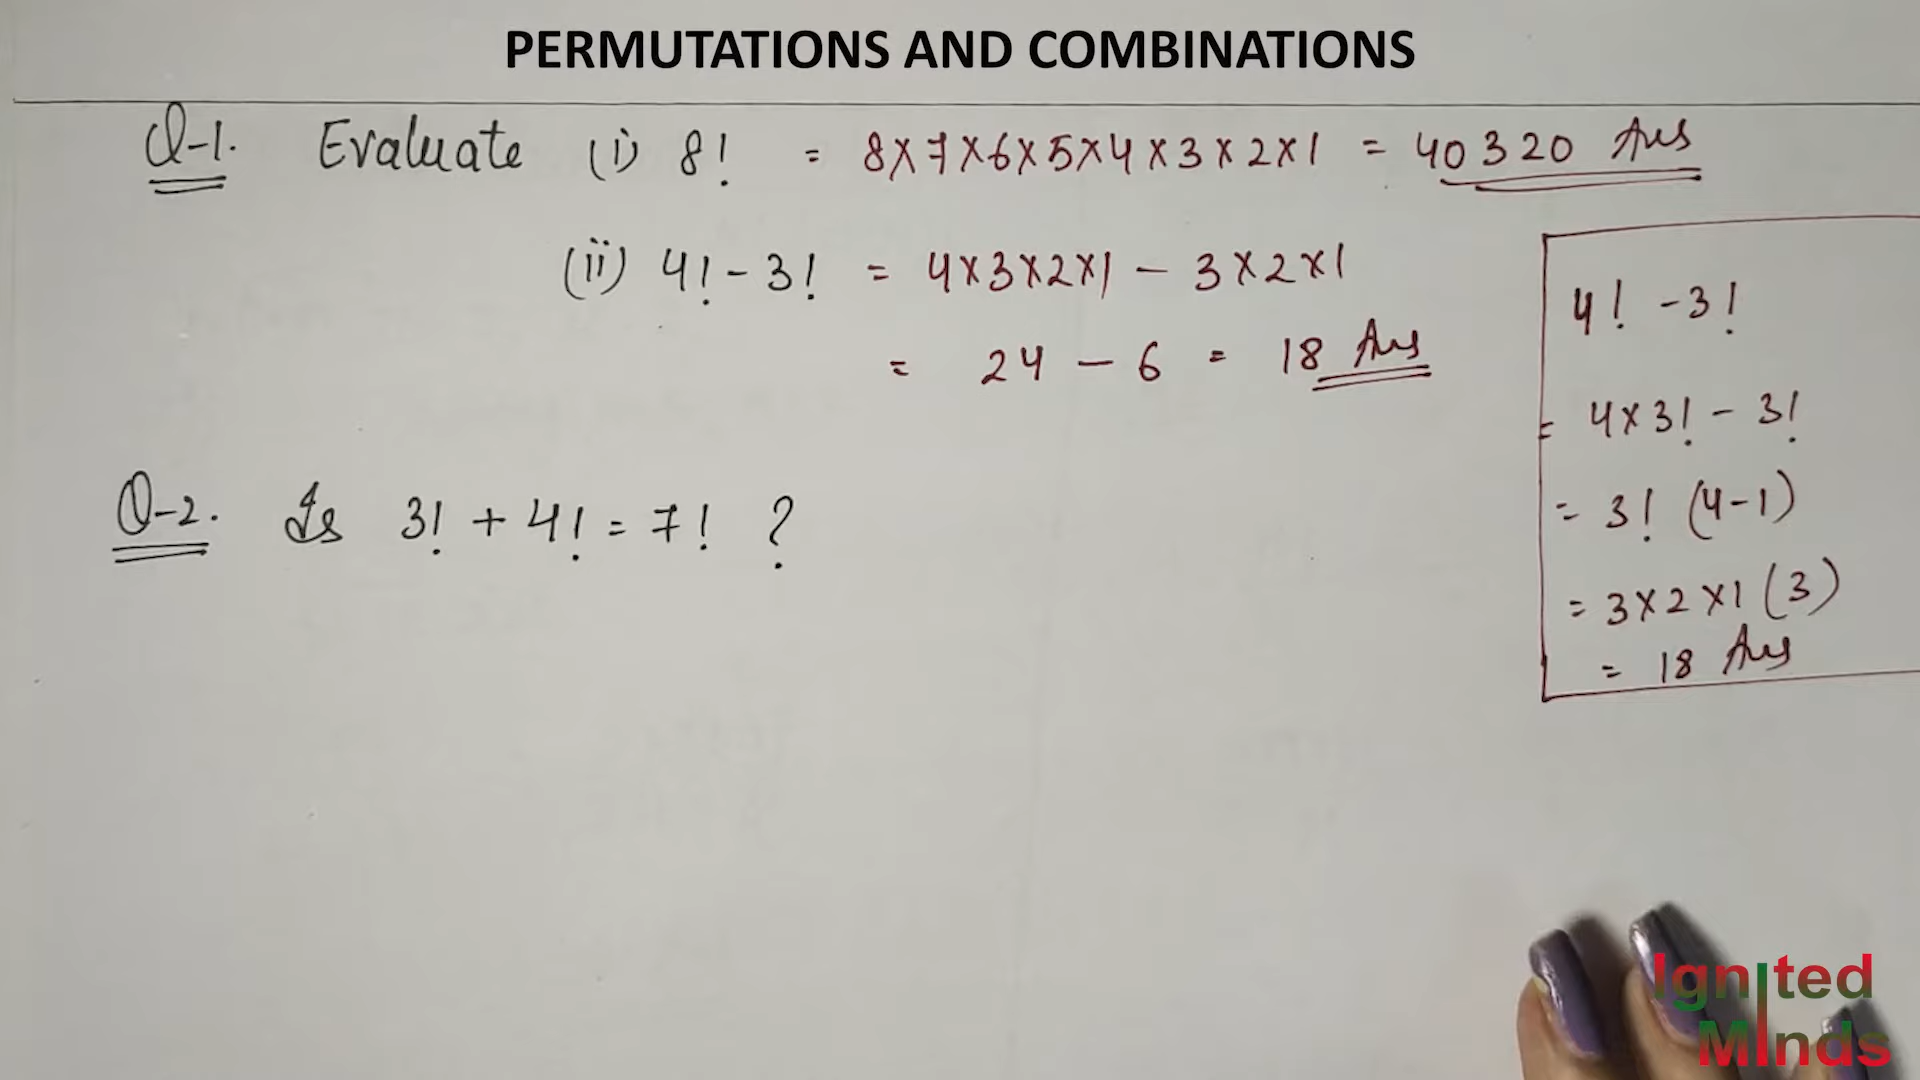 PERMUTATIONS AND COMBINATIONS
Q-1. Evaluate (i) 8! = 8×7×6×5×4×3×2×1 = 40320 Ans
(ii) 4! - 3! = 4×3×2×1 - 3×2×1
= 24 - 6 = 18 Ans
Q-2. Is 3! + 4! = 7! ?
4! - 3!
= 4×3! - 3!
= 3! (4-1)
= 3×2×1 (3)
= 18 Ans
Ignited
Minds